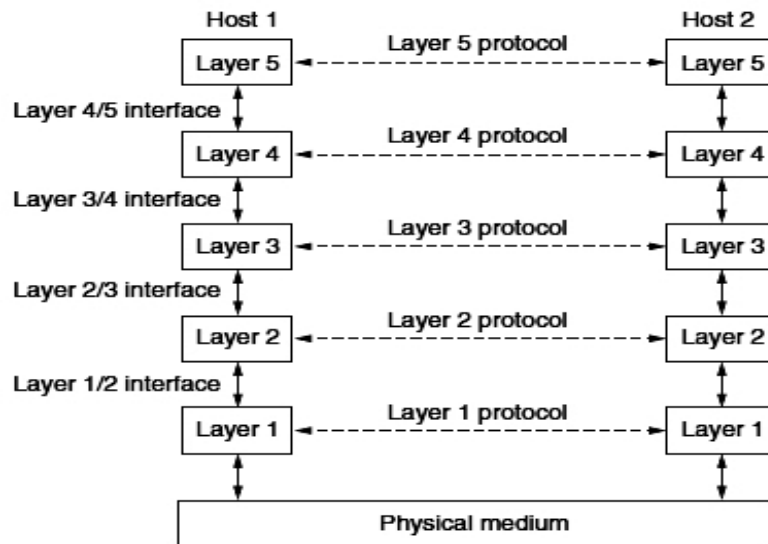 Host 1
Host 2
Layer 5
Layer 5 protocol
Layer 5
Layer 4/5 interface
Layer 4
Layer 4 protocol
Layer 4
Layer 3/4 interface
Layer 3
Layer 3 protocol
Layer 3
Layer 2/3 interface
Layer 2
Layer 2 protocol
Layer 2
Layer 1/2 interface
Layer 1
Layer 1 protocol
Layer 1
Physical medium